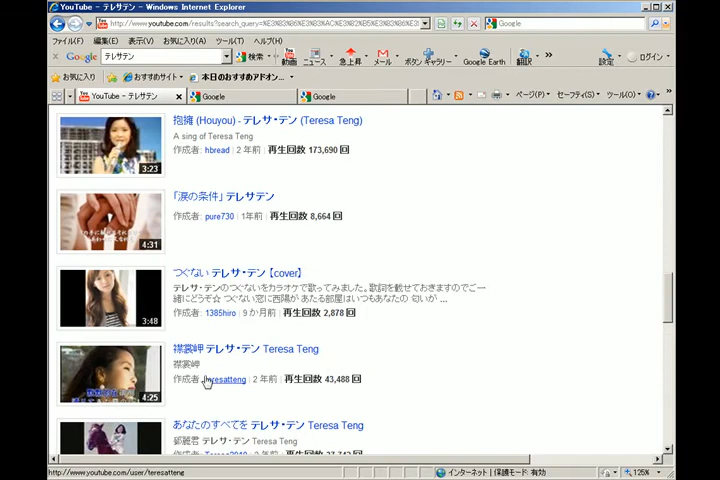 YouTube - テレサテン - Windows Internet Explorer
http://www.youtube.com/results?search_query=%E3%83%86%E3%83%AC%E3%82%B5%E3%83%86%E3
Google
ファイル(F) 編集(E) 表示(V) お気に入り(A) ツール(T) ヘルプ(H)
Google テレサテン 検索 動画 ニュース 急上昇 メール ボタン ギャラリー Google Earth 翻訳 設定 ログイン
お気に入り おすすめサイト 本日のおすすめアドオン...
YouTube - テレサテン Google Google ページ(P) セーフティ(S) ツール(O)
抱擁 (Houyou) - テレサ・テン (Teresa Teng)
A sing of Teresa Teng
作成者: hbread | 2 年前 | 再生回数 173,690 回
3:23
「涙の条件」 テレサテン
作成者: pure730 | 1年前 | 再生回数 8,664 回
4:31
つぐない テレサ・テン 【cover】
テレサ・テンのつぐないをカラオケで歌ってみました。歌詞を載せておきますのでご一
緒にどうぞ☆ つぐない 窓に西陽が あたる部屋は いつもあなたの 匂いが ...
作成者: 1385hiro | 9 か月前 | 再生回数 2,878 回
3:48
襟裳岬 テレサ・テン Teresa Teng
襟裳岬
作成者: teresatteng | 2 年前 | 再生回数 43,488 回
4:25
あなたのすべてを テレサ・テン Teresa Teng
鄧麗君 テレサ・テン Teresa Teng
http://www.youtube.com/user/teresatteng
インターネット | 保護モード: 有効
125%